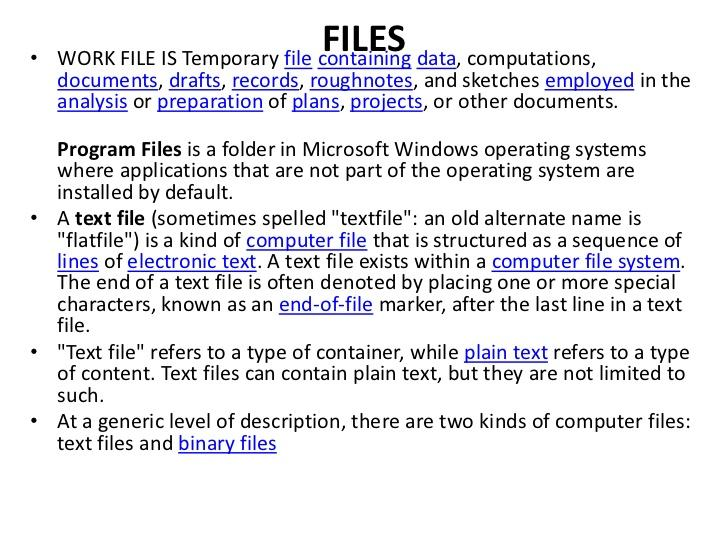 FILES
• WORK FILE IS Temporary file containing data, computations,
documents, drafts, records, roughnotes, and sketches employed in the
analysis or preparation of plans, projects, or other documents.
Program Files is a folder in Microsoft Windows operating systems
where applications that are not part of the operating system are
installed by default.
• A text file (sometimes spelled "textfile": an old alternate name is
"flatfile") is a kind of computer file that is structured as a sequence of
lines of electronic text. A text file exists within a computer file system.
The end of a text file is often denoted by placing one or more special
characters, known as an end-of-file marker, after the last line in a text
file.
• "Text file" refers to a type of container, while plain text refers to a type
of content. Text files can contain plain text, but they are not limited to
such.
• At a generic level of description, there are two kinds of computer files:
text files and binary files